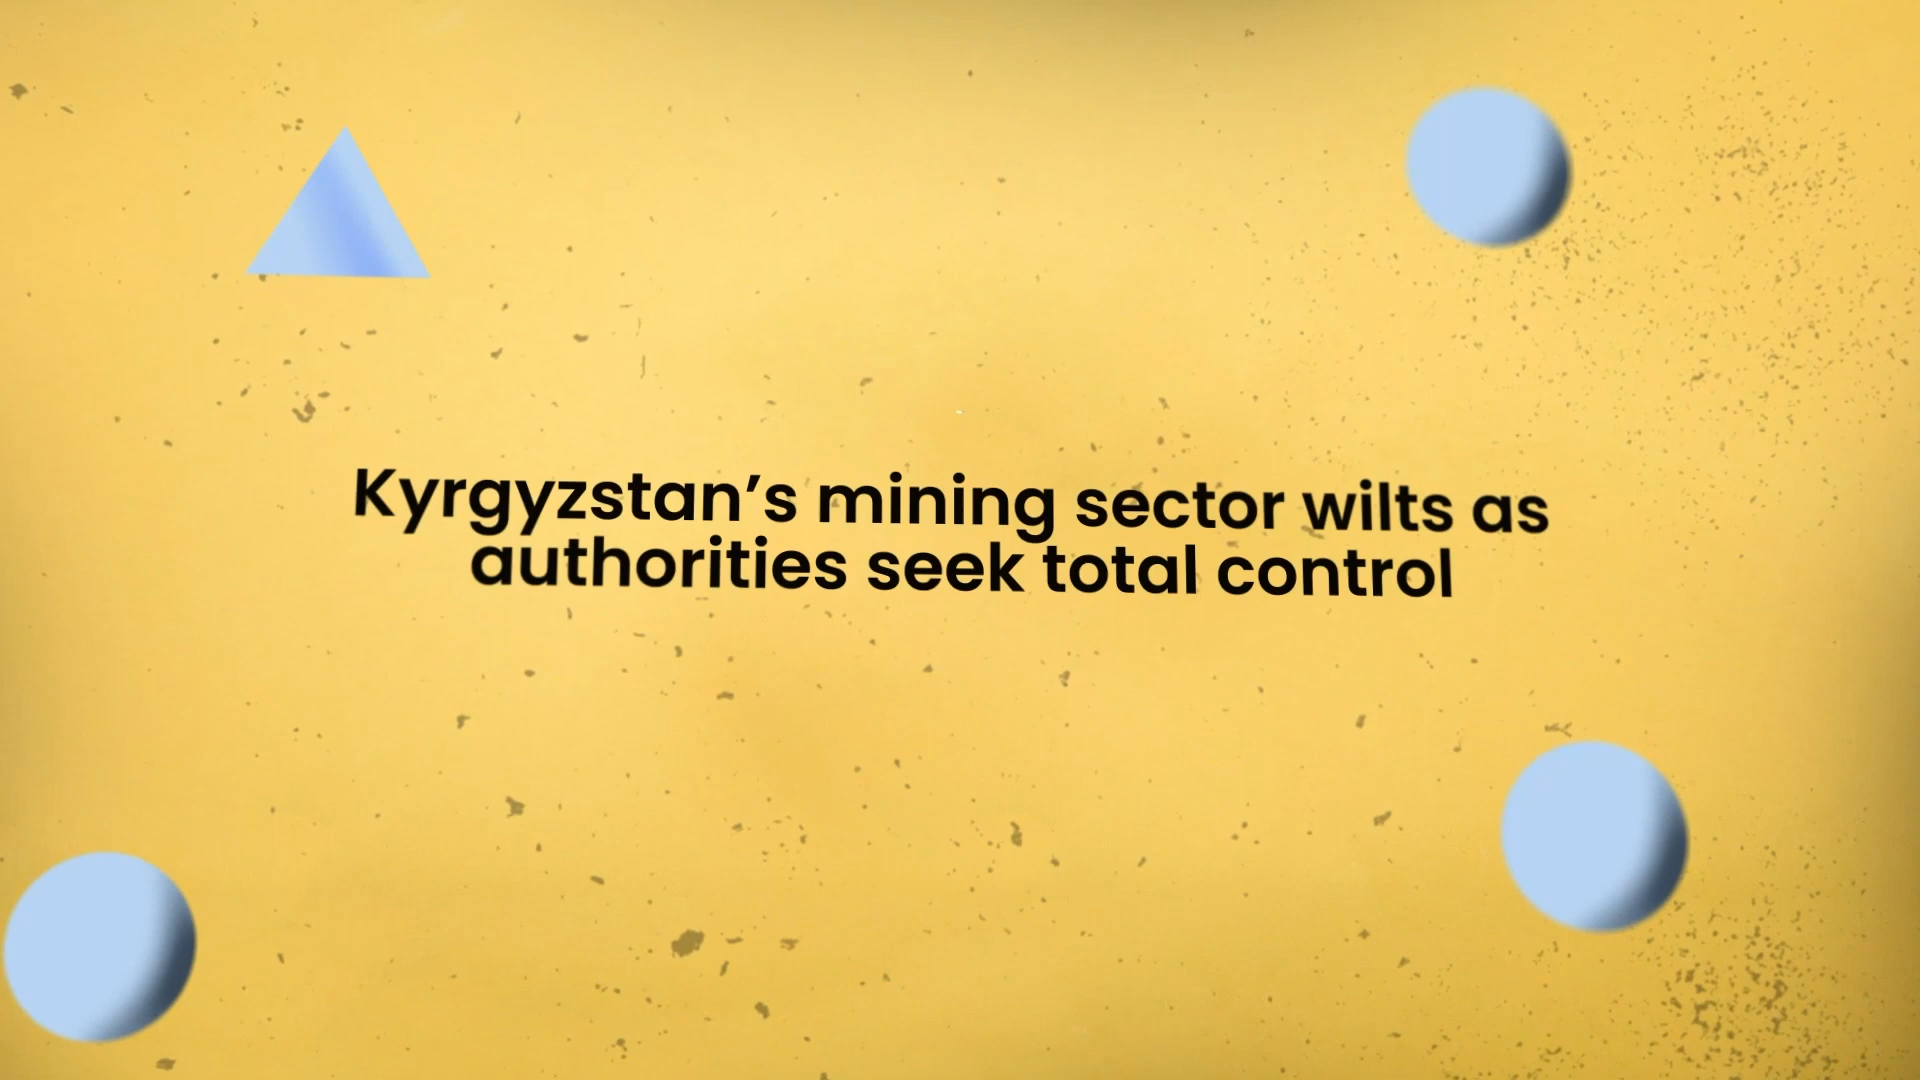 Kyrgyzstan’s mining sector wilts as
authorities seek total control